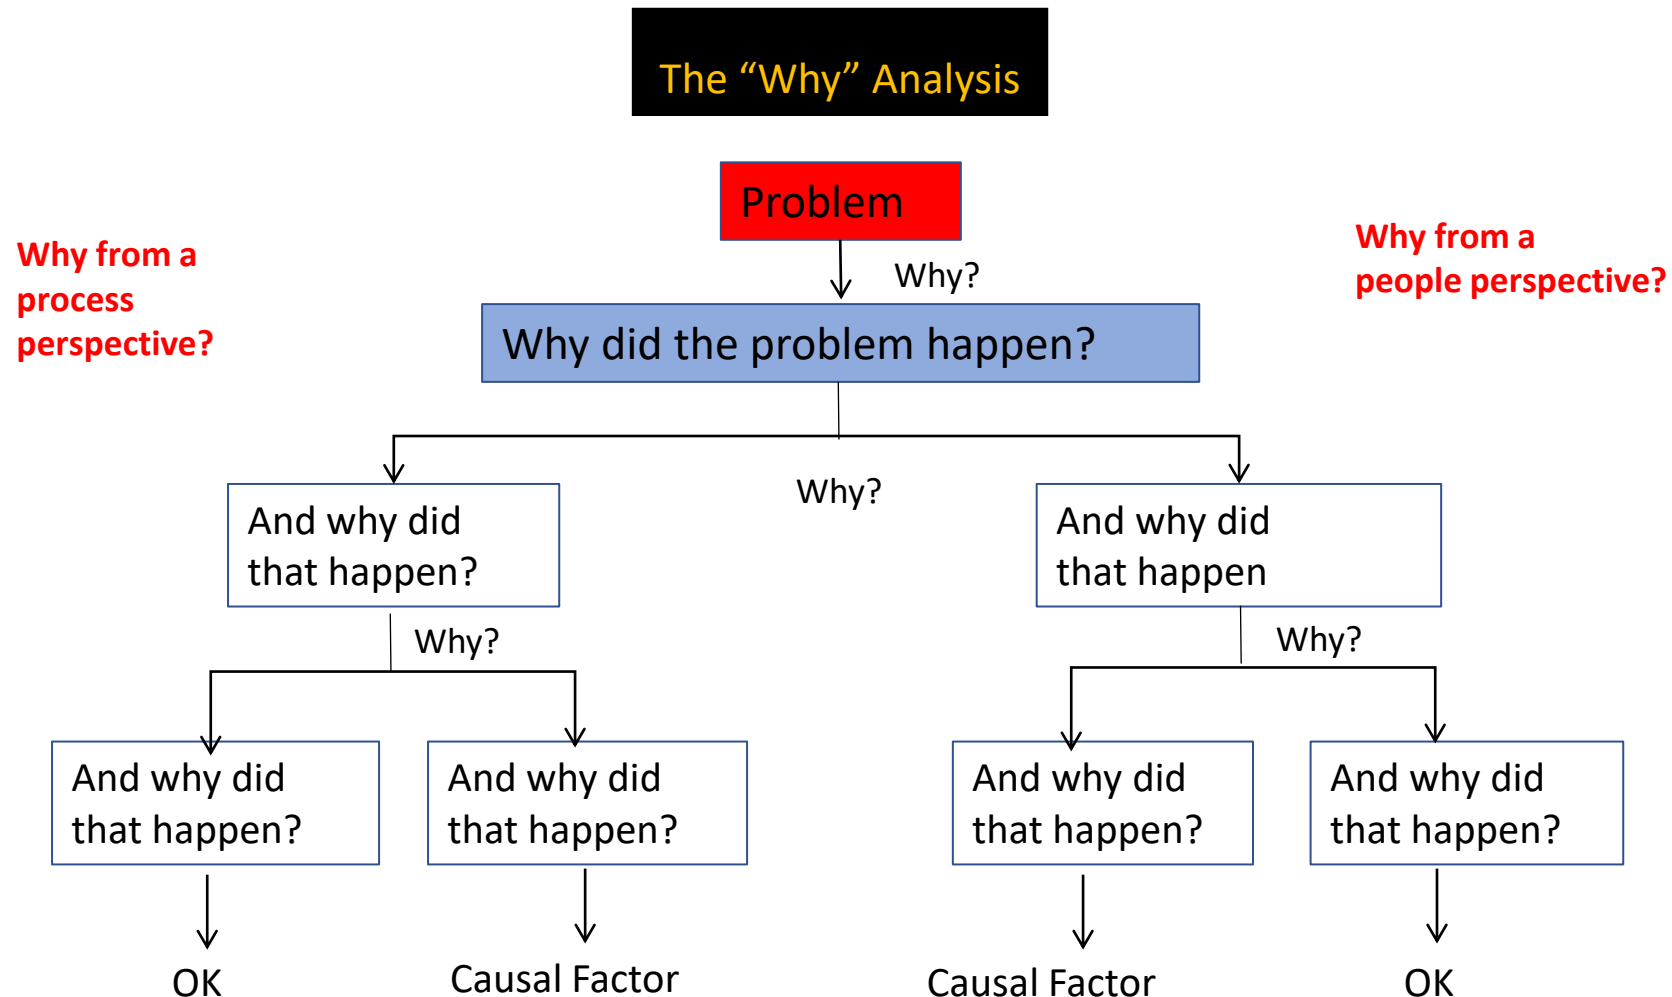 The “Why” Analysis
Problem
Why from a
process
perspective?
Why from a
people perspective?
Why?
Why did the problem happen?
Why?
And why did
that happen?
And why did
that happen
Why?
Why?
And why did
that happen?
And why did
that happen?
And why did
that happen?
And why did
that happen?
OK
Causal Factor
Causal Factor
OK